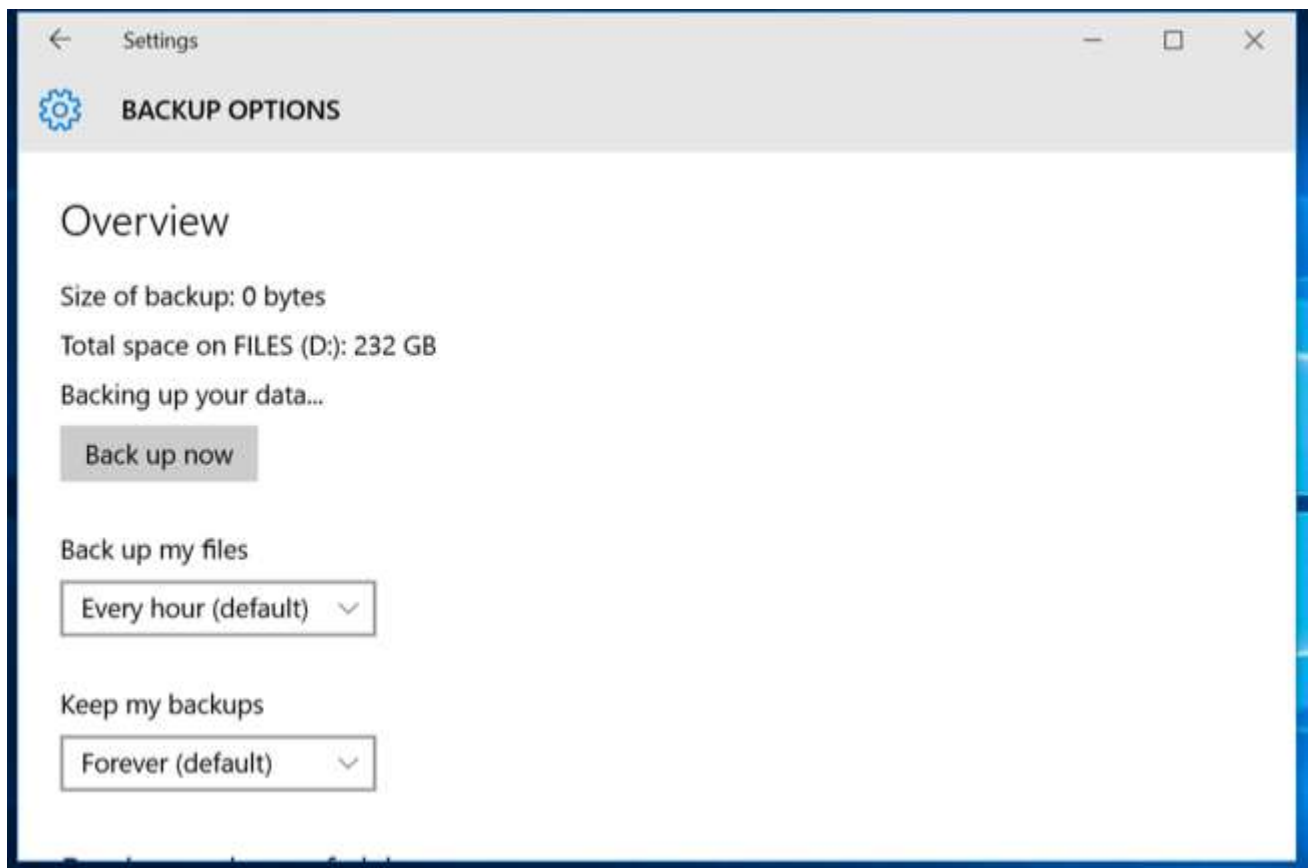 Settings
BACKUP OPTIONS
Overview
Size of backup: 0 bytes
Total space on FILES (D:): 232 GB
Backing up your data...
Back up now
Back up my files
Every hour (default)
Keep my backups
Forever (default)